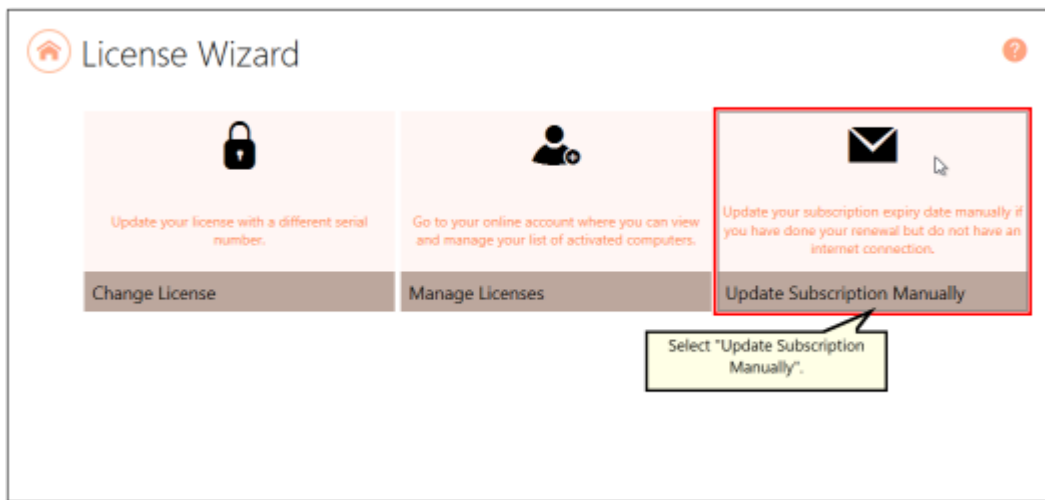 License Wizard
?
Update your license with a different serial
number.
Change License
Go to your online account where you can view
and manage your list of activated computers.
Manage Licenses
Update your subscription expiry date manually if
you have done your renewal but do not have an
internet connection.
Update Subscription Manually
Select "Update Subscription
Manually".